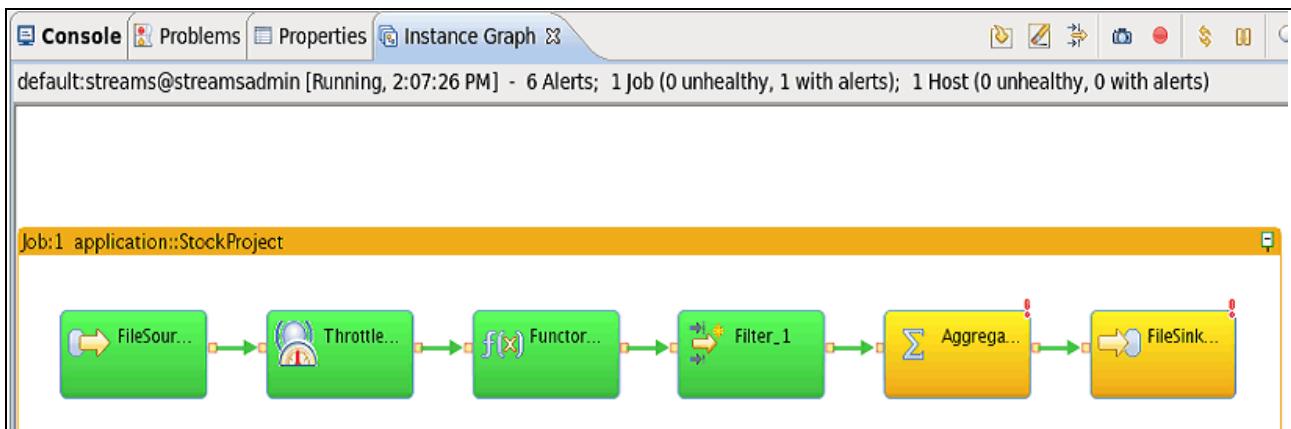 Console Problems Properties Instance Graph
default:streams@streamsadmin [Running, 2:07:26 PM] - 6 Alerts; 1 Job (0 unhealthy, 1 with alerts); 1 Host (0 unhealthy, 0 with alerts)
Job:1 application::StockProject
FileSour... Throttle... f(x) Functor... Filter_1 Σ Aggrega... FileSink...